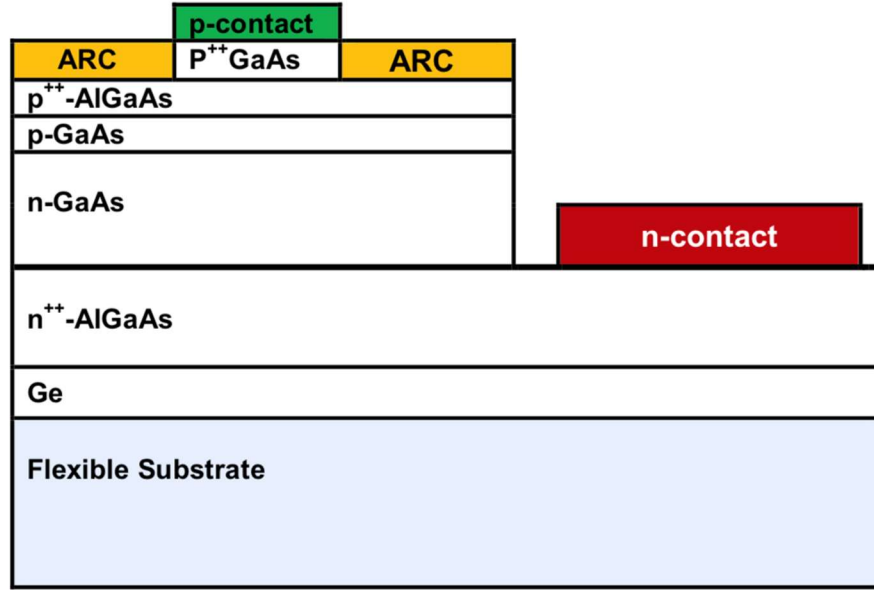 p-contact
ARC P++GaAs ARC
p++-AlGaAs
p-GaAs
n-GaAs
n-contact
n++-AlGaAs
Ge
Flexible Substrate